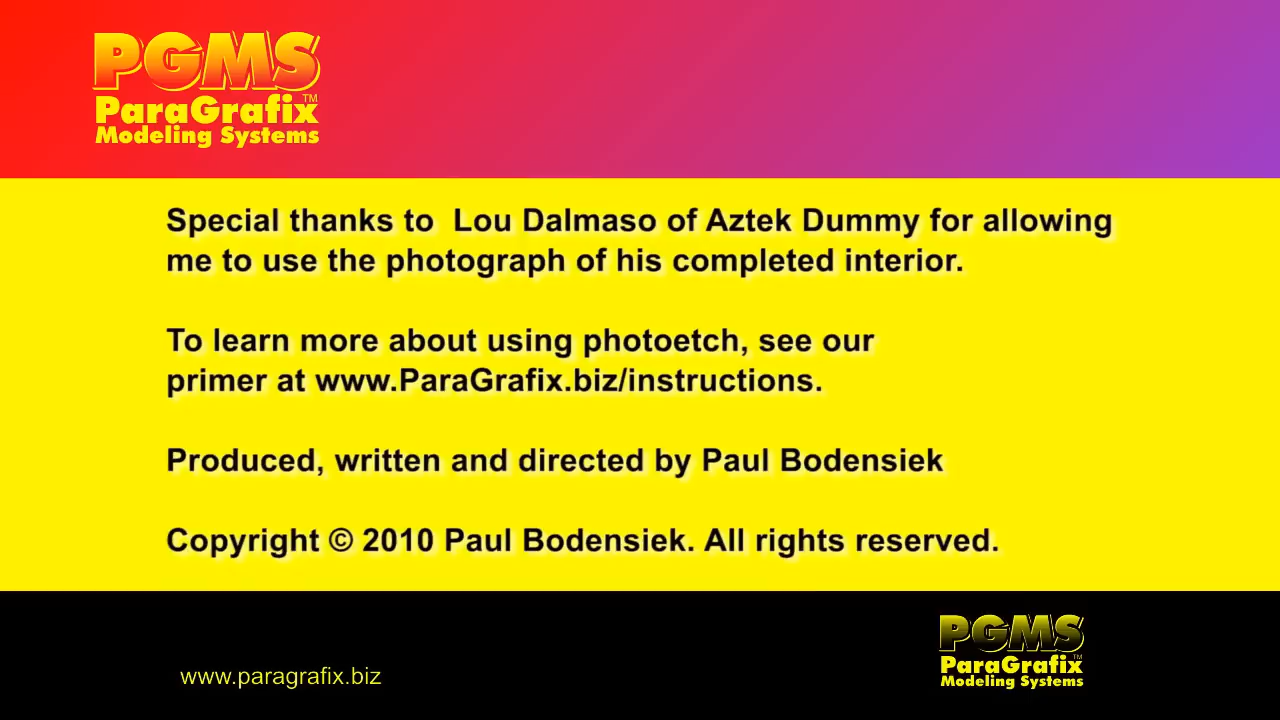 PGMS
ParaGrafix™
Modeling Systems
Special thanks to  Lou Dalmaso of Aztek Dummy for allowing
me to use the photograph of his completed interior.
To learn more about using photoetch, see our
primer at www.ParaGrafix.biz/instructions.
Produced, written and directed by Paul Bodensiek
Copyright © 2010 Paul Bodensiek. All rights reserved.
PGMS
ParaGrafix™
Modeling Systems
www.paragrafix.biz